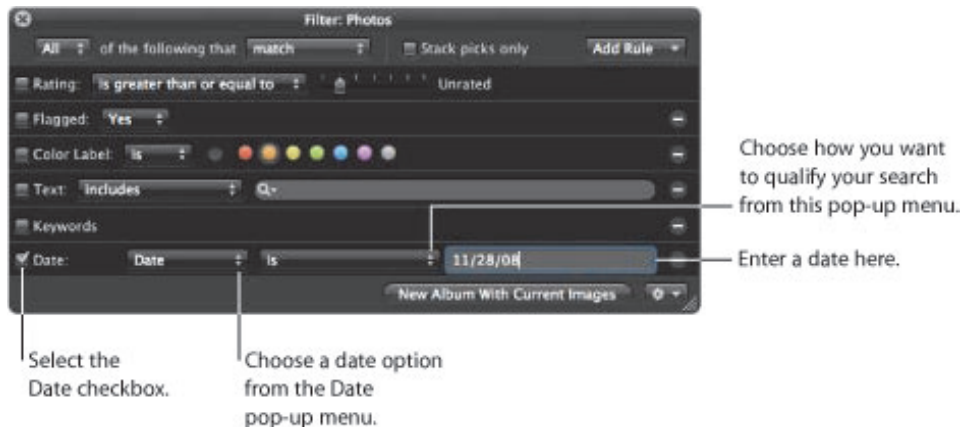 Filter: Photos
All of the following that match Stack picks only Add Rule
Rating: is greater than or equal to Unrated
Flagged: Yes
Color Label: is
Text: includes
Keywords
Date: Date is 11/28/08
New Album With Current Images
Choose how you want
to qualify your search
from this pop-up menu.
Enter a date here.
Select the
Date checkbox.
Choose a date option
from the Date
pop-up menu.